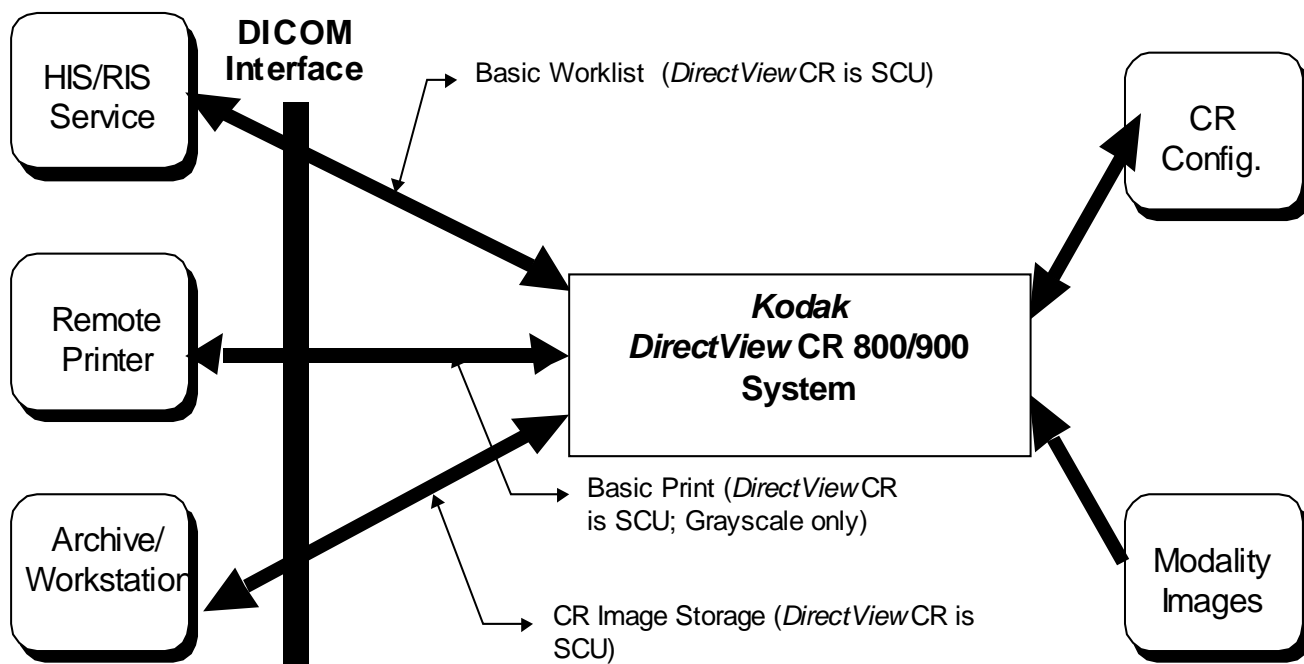 HIS/RIS
Service
DICOM
Interface
Basic Worklist (DirectView CR is SCU)
CR
Config.
Remote
Printer
Kodak
DirectView CR 800/900
System
Basic Print (DirectView CR
is SCU; Grayscale only)
Archive/
Workstation
CR Image Storage (DirectView CR is
SCU)
Modality
Images